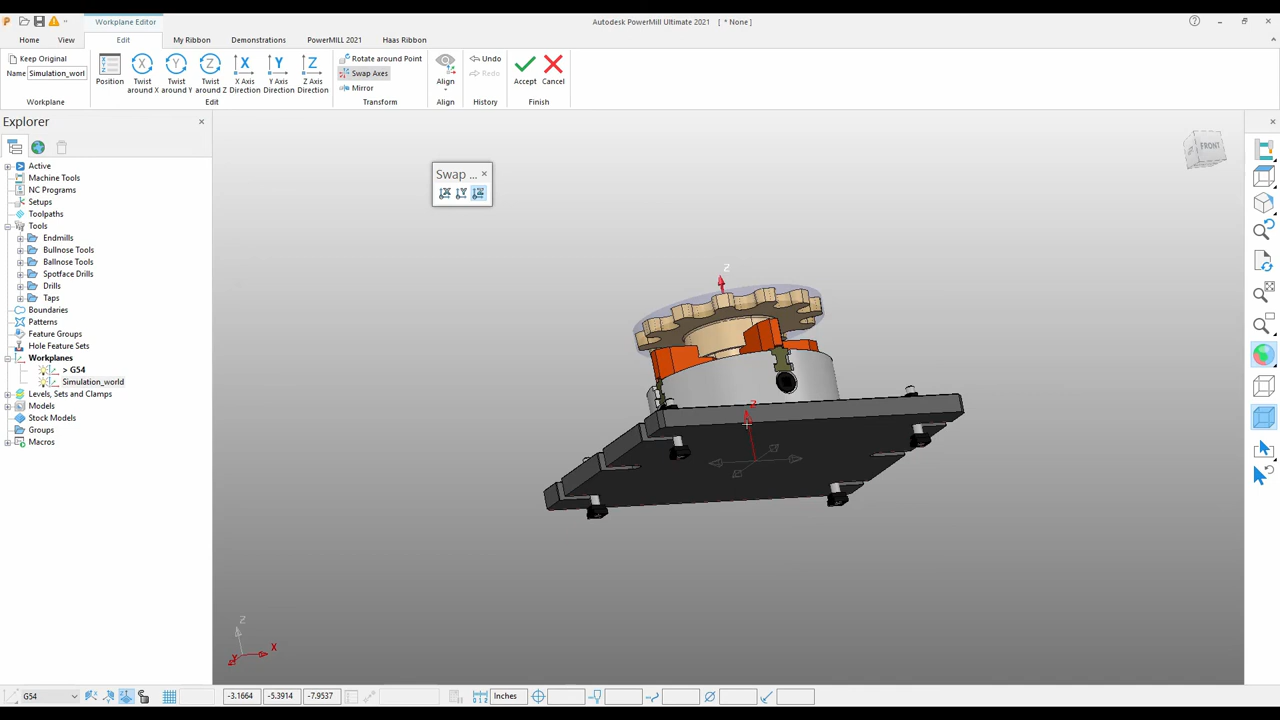 Workplane Editor
Autodesk PowerMill Ultimate 2021 [ * None ]
Home View Edit My Ribbon Demonstrations PowerMILL 2021 Haas Ribbon
Keep Original
Name Simulation_worl
Workplane
Position
Twist around X
Twist around Y
Twist around Z
X Axis Direction
Y Axis Direction
Z Axis Direction
Edit
Rotate around Point
Swap Axes
Mirror
Transform
Align
Align
Undo
Redo
History
Accept
Cancel
Finish
Explorer
Active
Machine Tools
NC Programs
Setups
Toolpaths
Tools
Endmills
Bullnose Tools
Ballnose Tools
Spotface Drills
Drills
Taps
Boundaries
Patterns
Feature Groups
Hole Feature Sets
Workplanes
> G54
Simulation_world
Levels, Sets and Clamps
Models
Stock Models
Groups
Macros
Swap ...
X Y Z
FRONT
Z
Z
Z
X
Y
G54
-3.1664 -5.3914 -7.9537
Inches